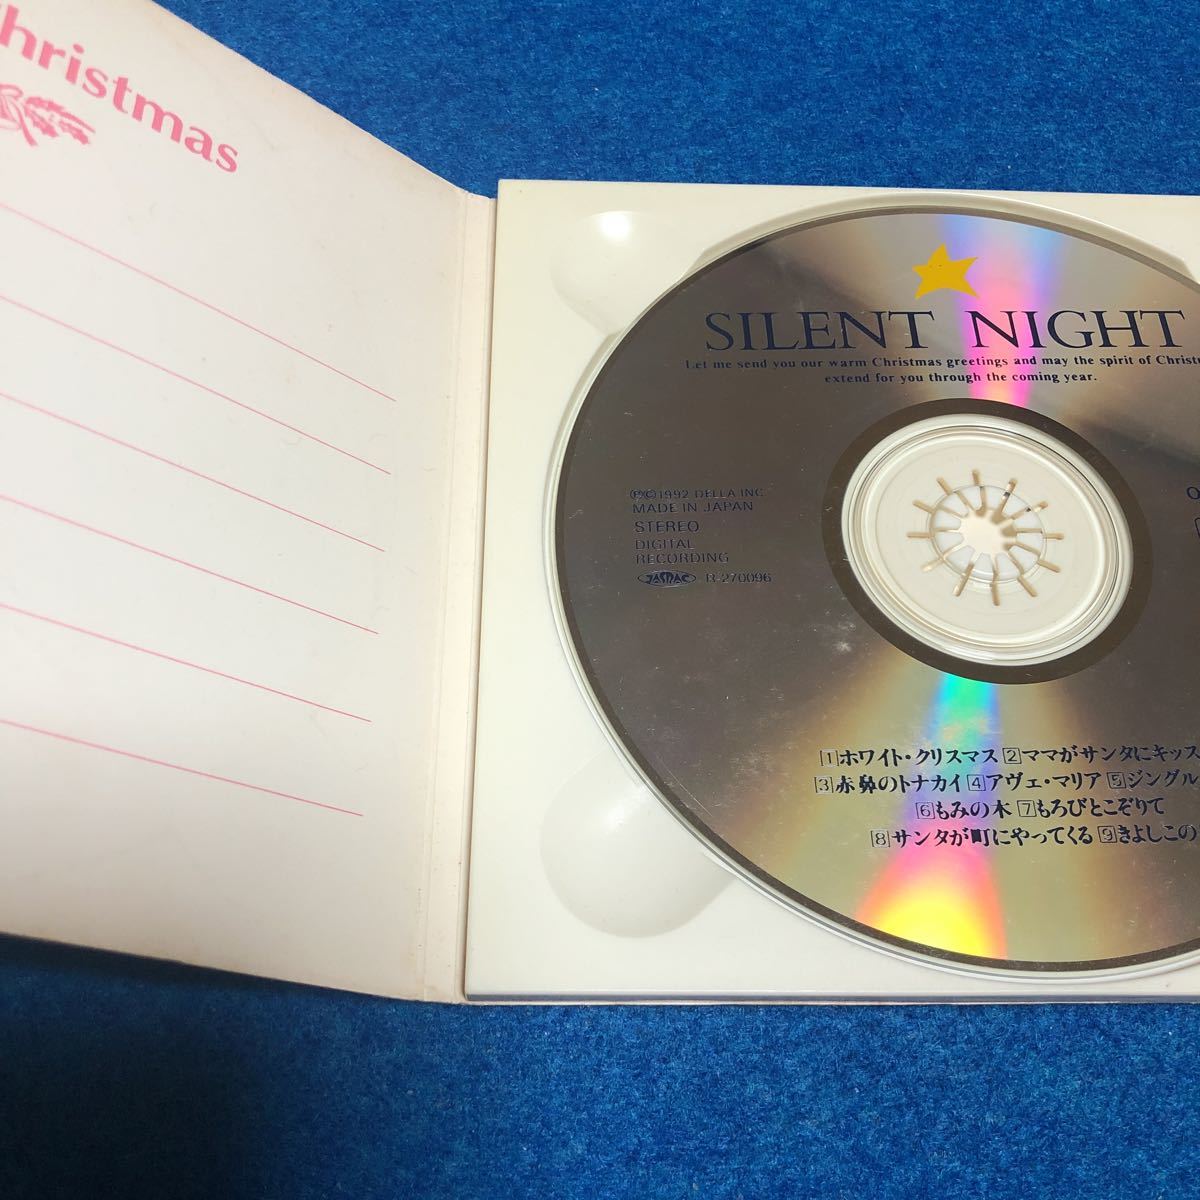 Christmas
SILENT NIGHT
Let me send you our warm Christmas greetings and may the spirit of
extend for you through the coming year.
℗©1992 DELLA INC
MADE IN JAPAN
STEREO
DIGITAL
RECORDING
JASRAC R-270096
1 ホワイト・クリスマス 2 ママがサンタにキッス
3 赤鼻のトナカイ 4 アヴェ・マリア 5 ジングル
6 もみの木 7 もろびとこぞりて
8 サンタが町にやってくる 9 きよしこの